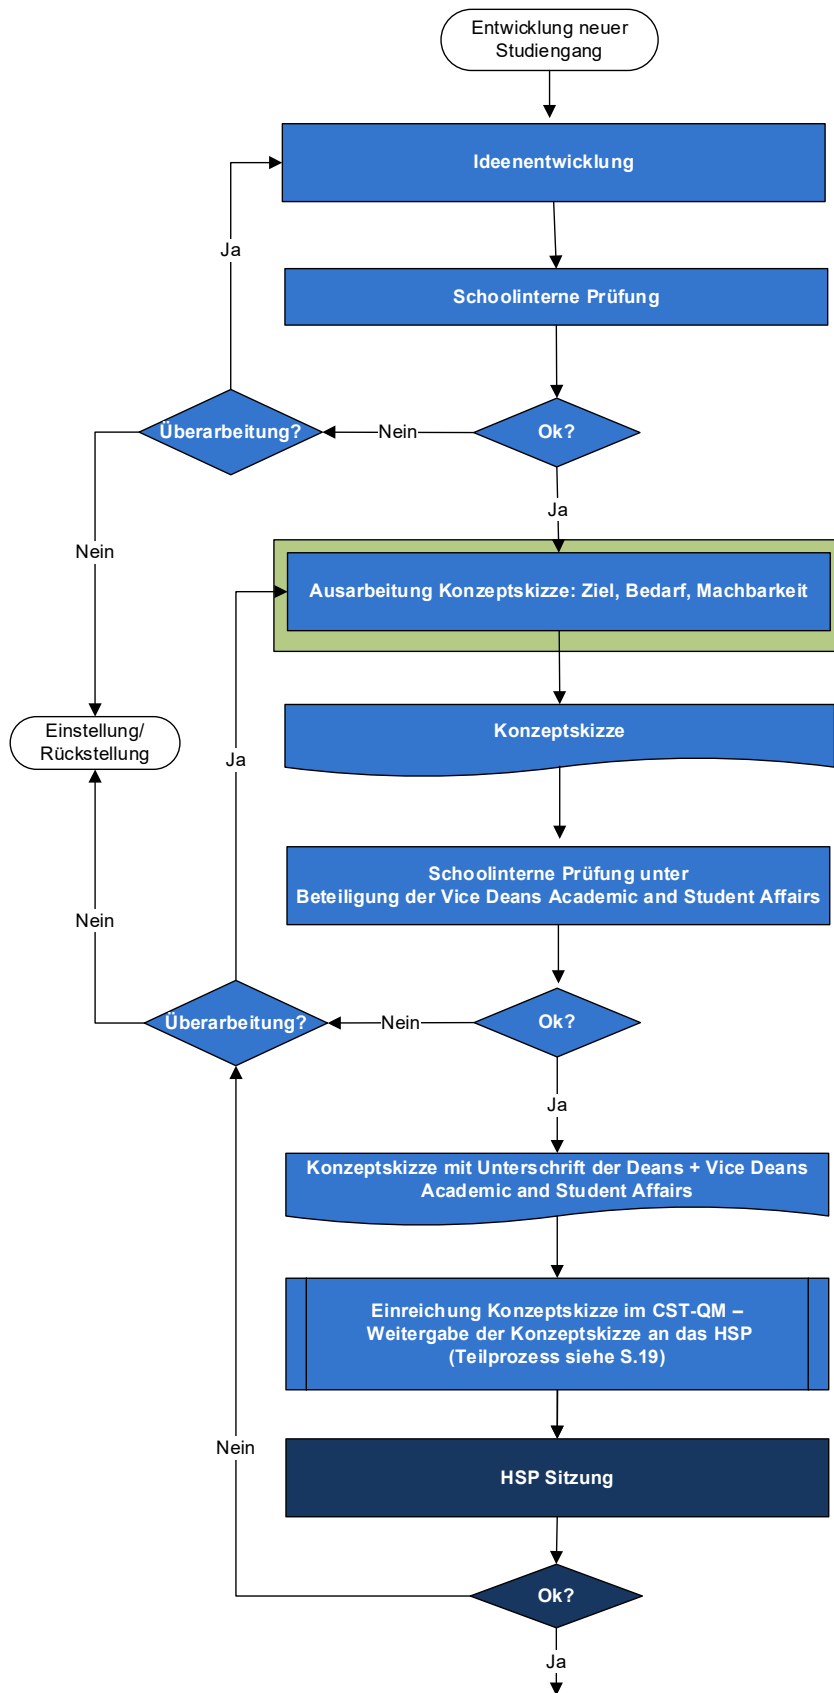 Entwicklung neuer
Studiengang
Ideenentwicklung
Ja
Schoolinterne Prüfung
Überarbeitung?
Nein
Ok?
Ja
Nein
Ausarbeitung Konzeptskizze: Ziel, Bedarf, Machbarkeit
Einstellung/
Rückstellung
Ja
Konzeptskizze
Schoolinterne Prüfung unter
Beteiligung der Vice Deans Academic and Student Affairs
Nein
Überarbeitung?
Nein
Ok?
Ja
Konzeptskizze mit Unterschrift der Deans + Vice Deans
Academic and Student Affairs
Einreichung Konzeptskizze im CST-QM –
Weitergabe der Konzeptskizze an das HSP
(Teilprozess siehe S.19)
Nein
HSP Sitzung
Ok?
Ja